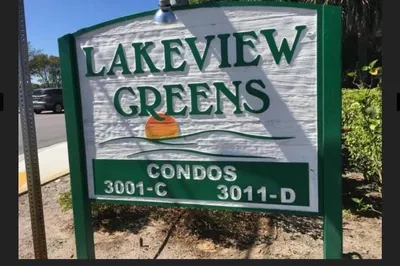 LAKEVIEW
GREENS
CONDOS
3001-C 3011-D